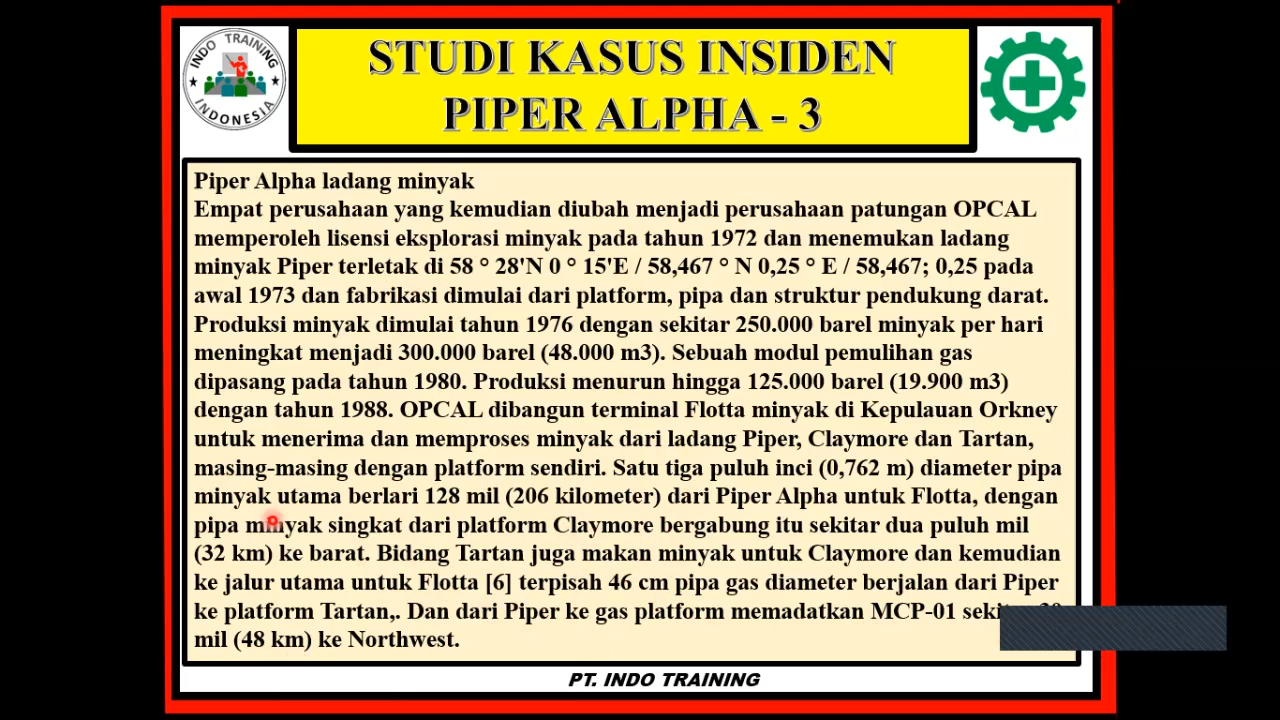 INDO TRAINING
INDONESIA
STUDI KASUS INSIDEN
PIPER ALPHA - 3
Piper Alpha ladang minyak
Empat perusahaan yang kemudian diubah menjadi perusahaan patungan OPCAL
memperoleh lisensi eksplorasi minyak pada tahun 1972 dan menemukan ladang
minyak Piper terletak di 58 ° 28'N 0 ° 15'E / 58,467 ° N 0,25 ° E / 58,467; 0,25 pada
awal 1973 dan fabrikasi dimulai dari platform, pipa dan struktur pendukung darat.
Produksi minyak dimulai tahun 1976 dengan sekitar 250.000 barel minyak per hari
meningkat menjadi 300.000 barel (48.000 m3). Sebuah modul pemulihan gas
dipasang pada tahun 1980. Produksi menurun hingga 125.000 barel (19.900 m3)
dengan tahun 1988. OPCAL dibangun terminal Flotta minyak di Kepulauan Orkney
untuk menerima dan memproses minyak dari ladang Piper, Claymore dan Tartan,
masing-masing dengan platform sendiri. Satu tiga puluh inci (0,762 m) diameter pipa
minyak utama berlari 128 mil (206 kilometer) dari Piper Alpha untuk Flotta, dengan
pipa minyak singkat dari platform Claymore bergabung itu sekitar dua puluh mil
(32 km) ke barat. Bidang Tartan juga makan minyak untuk Claymore dan kemudian
ke jalur utama untuk Flotta [6] terpisah 46 cm pipa gas diameter berjalan dari Piper
ke platform Tartan,. Dan dari Piper ke gas platform memadatkan MCP-01
mil (48 km) ke Northwest.
PT. INDO TRAINING